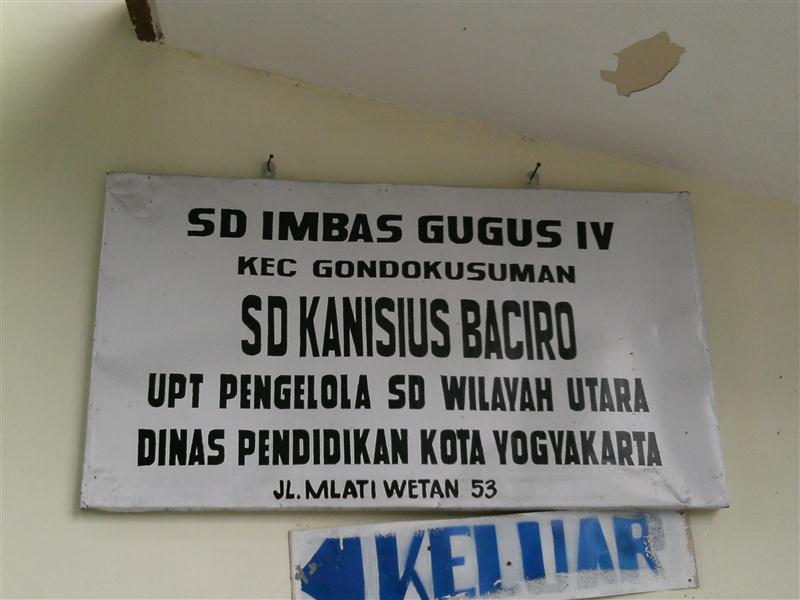 SD IMBAS GUGUS IV
KEC GONDOKUSUMAN
SD KANISIUS BACIRO
UPT PENGELOLA SD WILAYAH UTARA
DINAS PENDIDIKAN KOTA YOGYAKARTA
JL. MLATI WETAN 53
KELUAR